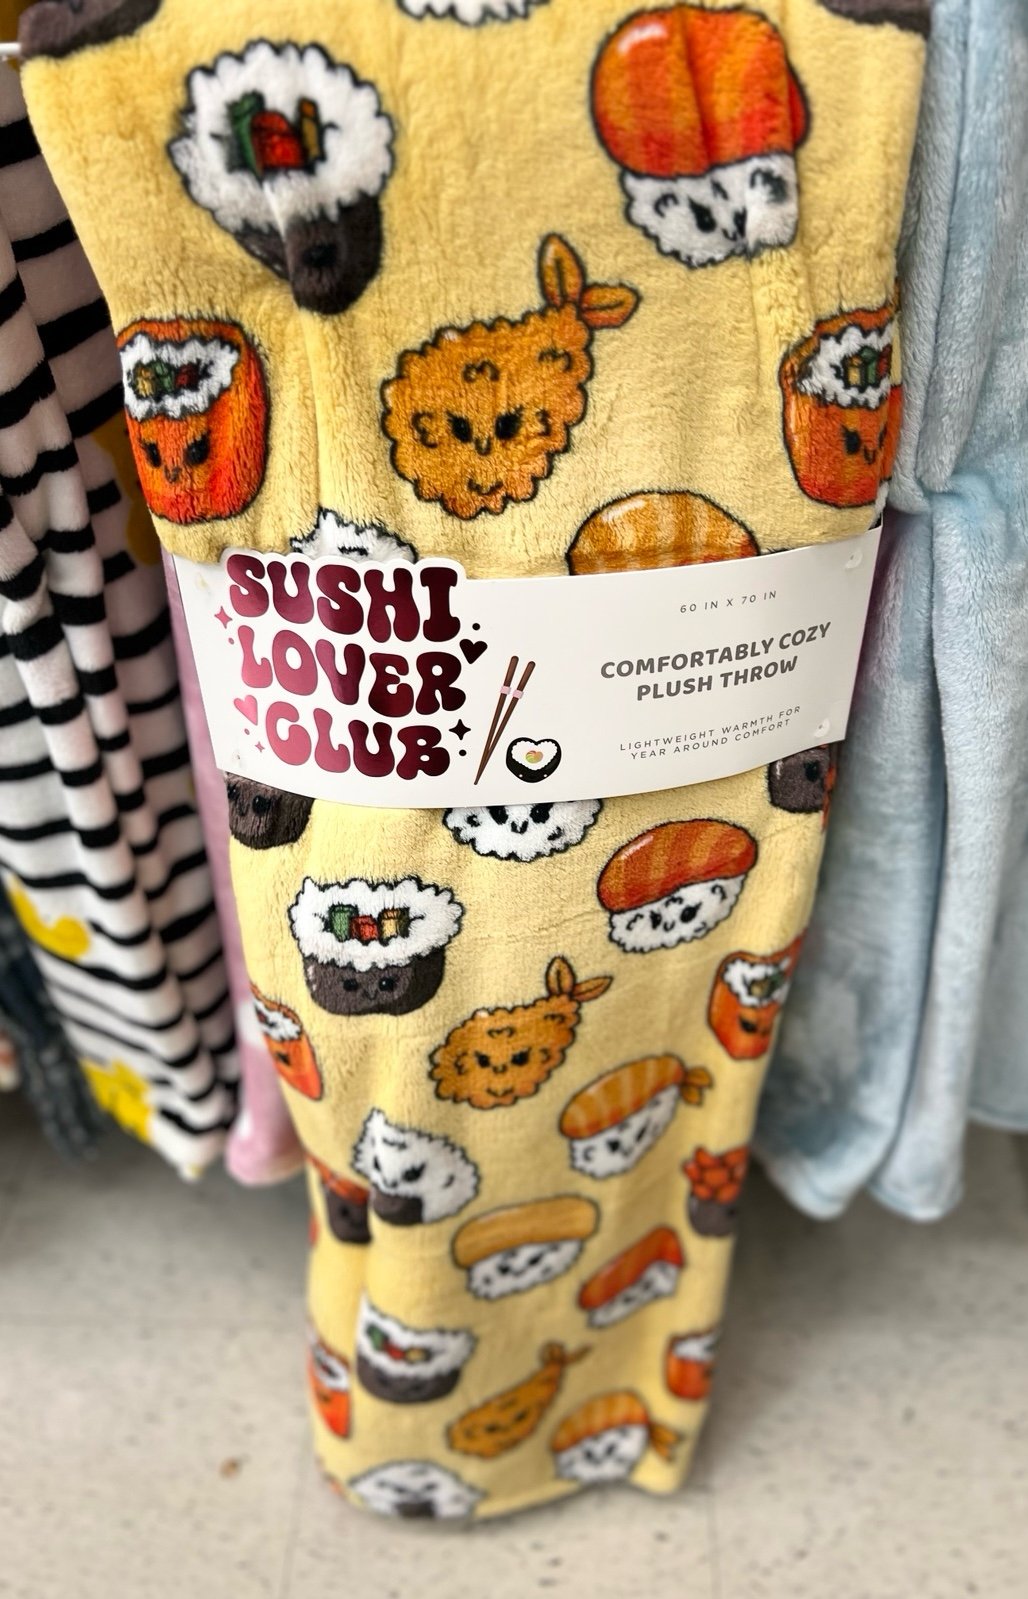 SUSHI
LOVER
CLUB
60 IN X 70 IN
COMFORTABLY COZY
PLUSH THROW
LIGHTWEIGHT WARMTH FOR
YEAR AROUND COMFORT